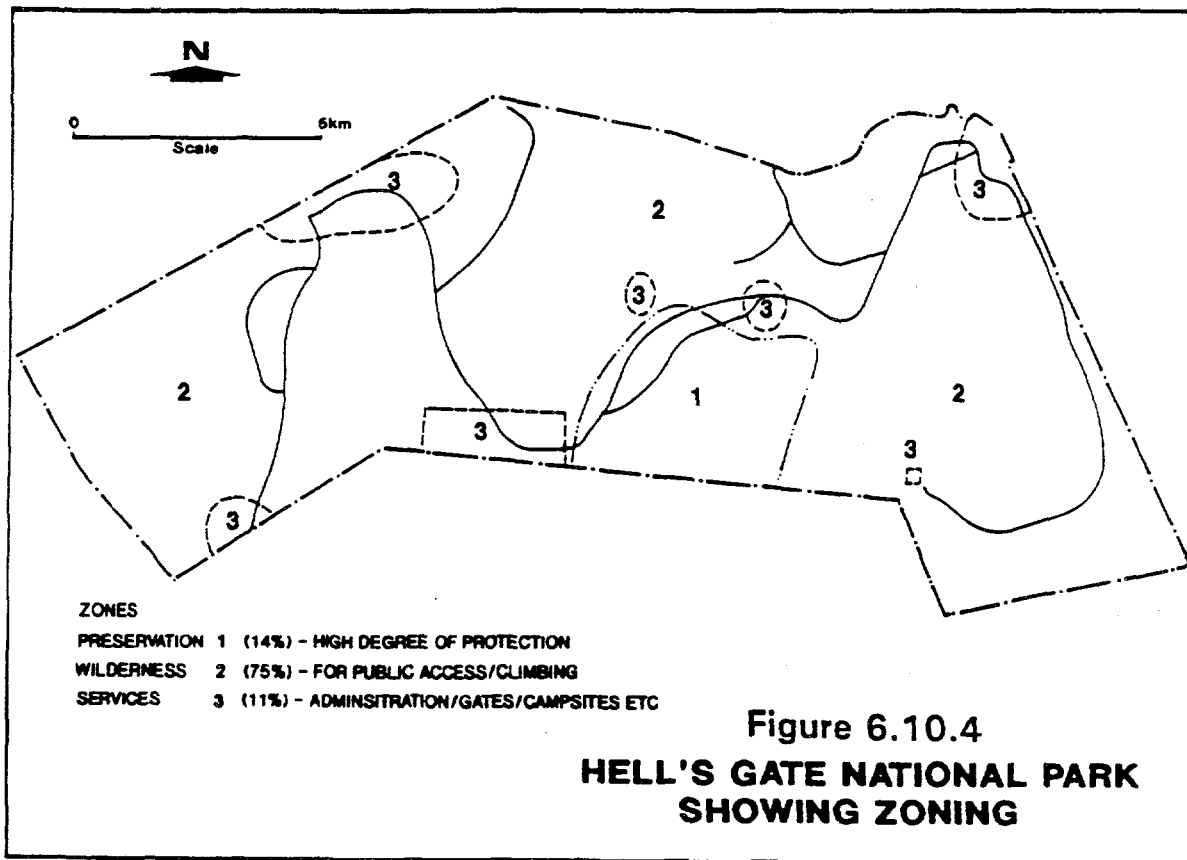 N
0 5km
Scale
3
3
2
3
3
2
1
2
3
3
3
ZONES
PRESERVATION 1 (14%) - HIGH DEGREE OF PROTECTION
WILDERNESS 2 (75%) - FOR PUBLIC ACCESS/CLIMBING
SERVICES 3 (11%) - ADMINSITRATION/GATES/CAMPSITES ETC
Figure 6.10.4
HELL'S GATE NATIONAL PARK
SHOWING ZONING